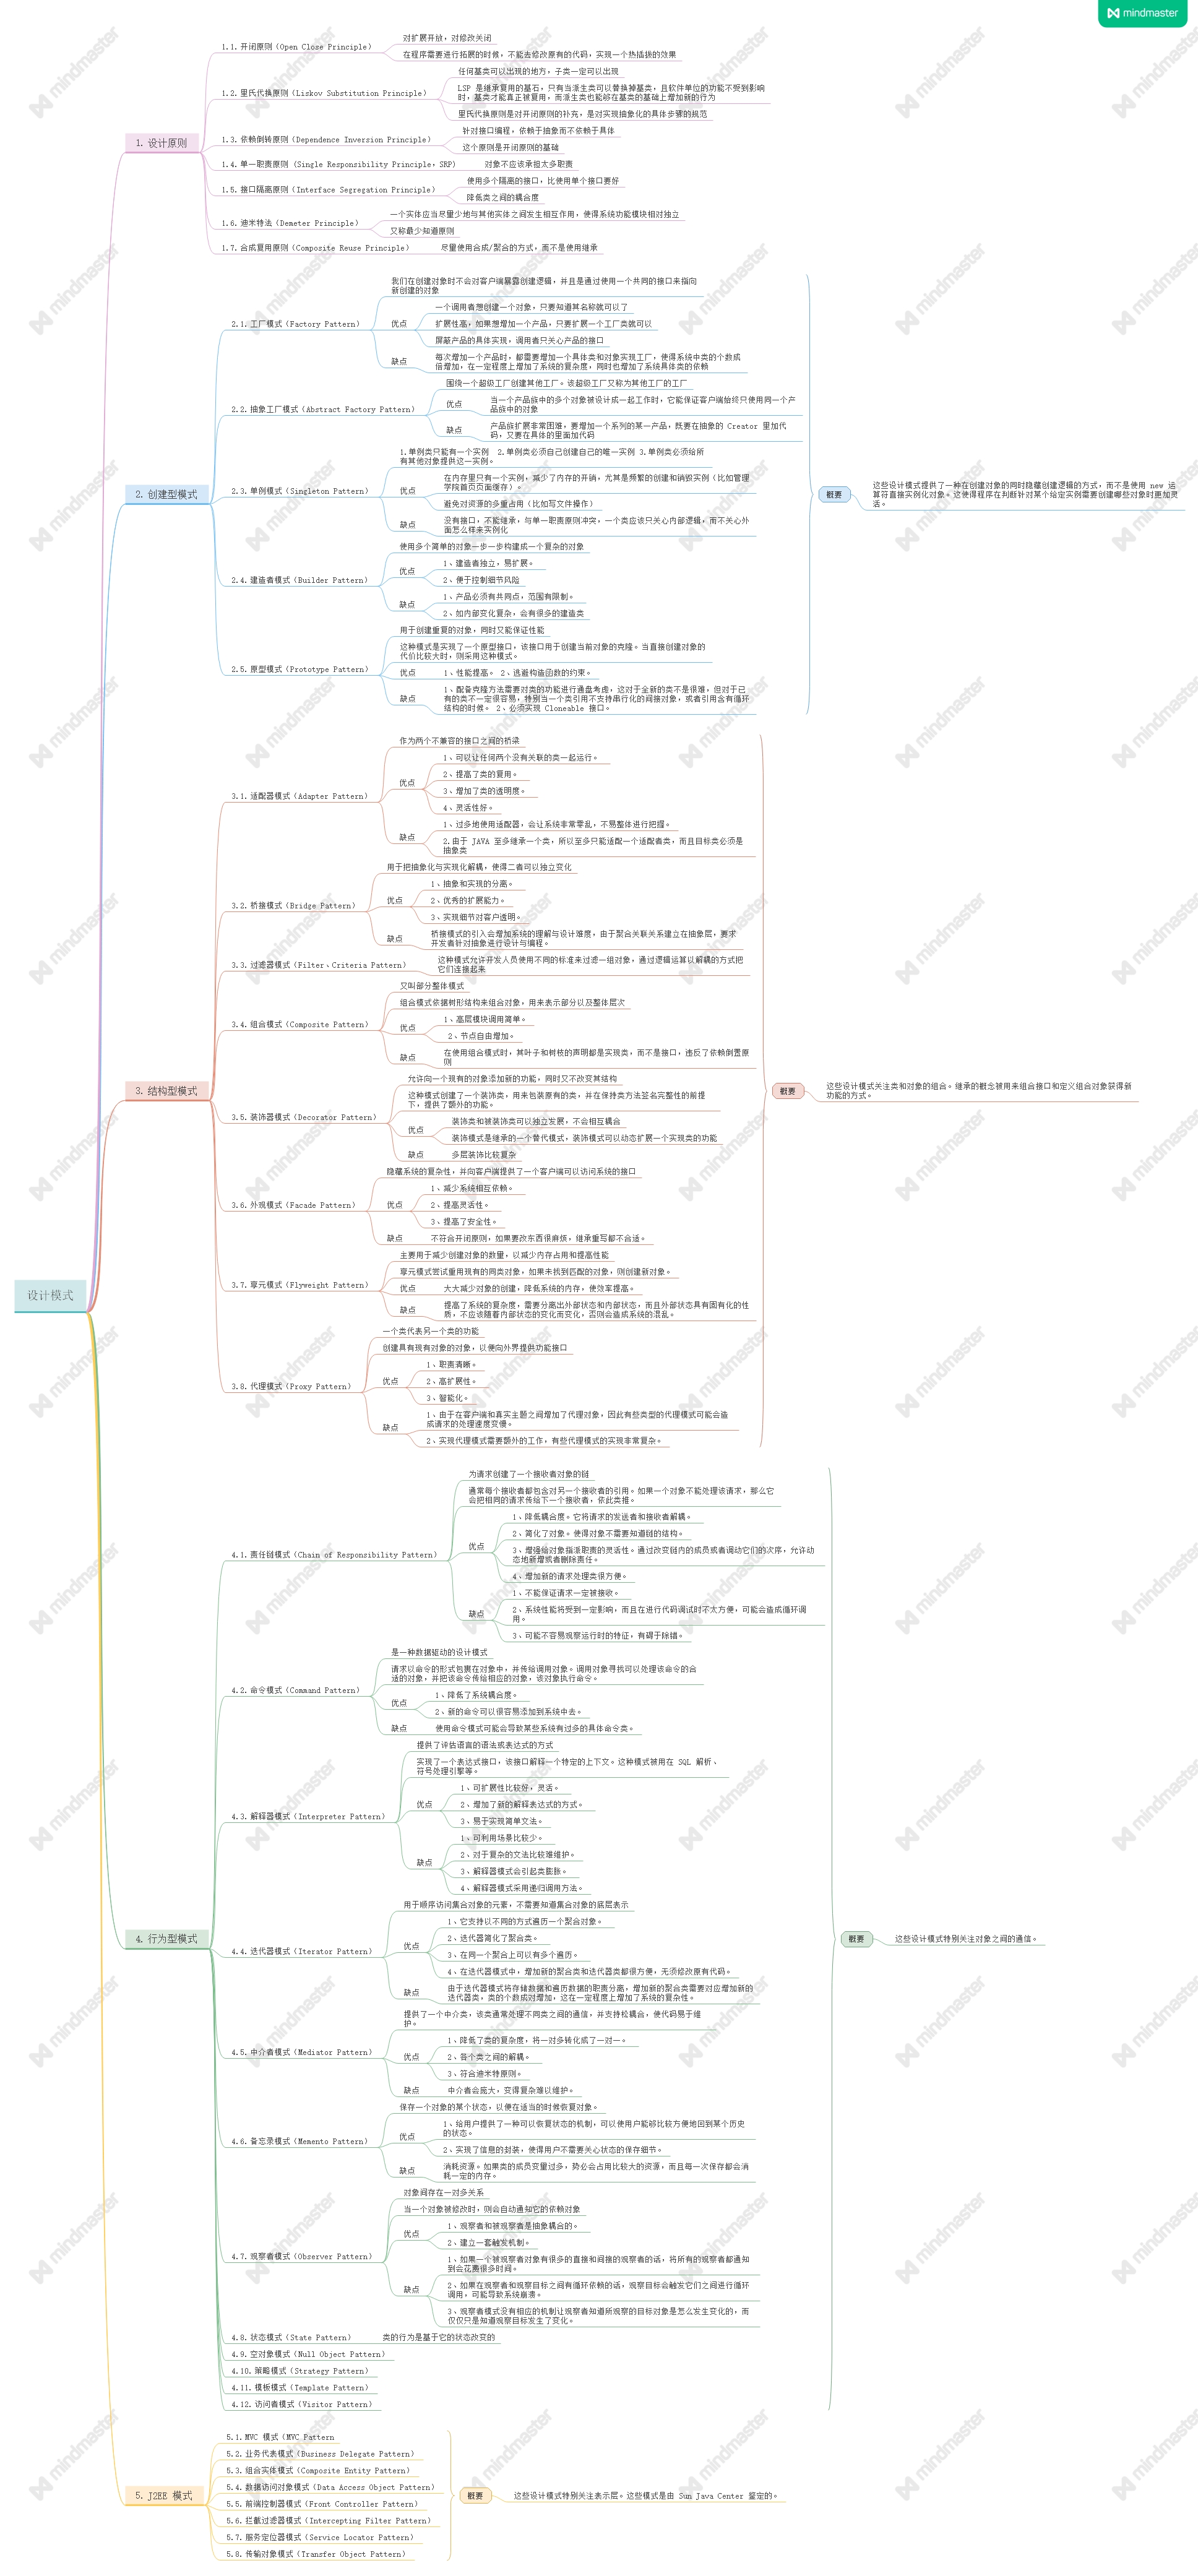 mindmaster
设计模式
1. 设计原则
1.1. 开闭原则（Open Close Principle）
对扩展开放，对修改关闭
在程序需要进行拓展的时候，不能去修改原有的代码，实现一个热插拔的效果
1.2. 里氏代换原则（Liskov Substitution Principle）
任何基类可以出现的地方，子类一定可以出现
LSP 是继承复用的基石，只有当派生类可以替换掉基类，且软件单位的功能不受到影响
时，基类才能真正被复用，而派生类也能够在基类的基础上增加新的行为
里氏代换原则是对开闭原则的补充，是对实现抽象化的具体步骤的规范
1.3. 依赖倒转原则（Dependence Inversion Principle）
针对接口编程，依赖于抽象而不依赖于具体
这个原则是开闭原则的基础
1.4. 单一职责原则 (Single Responsibility Principle，SRP)
对象不应该承担太多职责
1.5. 接口隔离原则（Interface Segregation Principle）
使用多个隔离的接口，比使用单个接口要好
降低类之间的耦合度
1.6. 迪米特法（Demeter Principle）
一个实体应当尽量少地与其他实体之间发生相互作用，使得系统功能模块相对独立
又称最少知道原则
1.7. 合成复用原则（Composite Reuse Principle）
尽量使用合成/聚合的方式，而不是使用继承
2. 创建型模式
2.1. 工厂模式（Factory Pattern）
我们在创建对象时不会对客户端暴露创建逻辑，并且是通过使用一个共同的接口来指向
新创建的对象
优点
一个调用者想创建一个对象，只要知道其名称就可以了
扩展性高，如果想增加一个产品，只要扩展一个工厂类就可以
屏蔽产品的具体实现，调用者只关心产品的接口
缺点
每次增加一个产品时，都需要增加一个具体类和对象实现工厂，使得系统中类的个数成
倍增加，在一定程度上增加了系统的复杂度，同时也增加了系统具体类的依赖
2.2. 抽象工厂模式（Abstract Factory Pattern）
围绕一个超级工厂创建其他工厂。该超级工厂又称为其他工厂的工厂
优点
当一个产品族中的多个对象被设计成一起工作时，它能保证客户端始终只使用同一个产
品族中的对象
缺点
产品族扩展非常困难，要增加一个系列的某一产品，既要在抽象的 Creator 里加代
码，又要在具体的里面加代码
2.3. 单例模式（Singleton Pattern）
1.单例类只能有一个实例 2.单例类必须自己创建自己的唯一实例 3.单例类必须给所
有其他对象提供这一实例。
优点
在内存里只有一个实例，减少了内存的开销，尤其是频繁的创建和销毁实例（比如管理
学院首页页面缓存）。
避免对资源的多重占用（比如写文件操作）
缺点
没有接口，不能继承，与单一职责原则冲突，一个类应该只关心内部逻辑，而不关心外
面怎么样来实例化
2.4. 建造者模式（Builder Pattern）
使用多个简单的对象一步一步构建成一个复杂的对象
优点
1、建造者独立，易扩展。
2、便于控制细节风险
缺点
1、产品必须有共同点，范围有限制。
2、如内部变化复杂，会有很多的建造类
2.5. 原型模式（Prototype Pattern）
用于创建重复的对象，同时又能保证性能
这种模式是实现了一个原型接口，该接口用于创建当前对象的克隆。当直接创建对象的
代价比较大时，则采用这种模式。
优点
1、性能提高。 2、逃避构造函数的约束。
缺点
1、配备克隆方法需要对类的功能进行通盘考虑，这对于全新的类不是很难，但对于已
有的类不一定很容易，特别当一个类引用不支持串行化的间接对象，或者引用含有循环
结构的时候。 2、必须实现 Cloneable 接口。
概要
这些设计模式提供了一种在创建对象的同时隐藏创建逻辑的方式，而不是使用 new 运
算符直接实例化对象。这使得程序在判断针对某个给定实例需要创建哪些对象时更加灵
活。
3. 结构型模式
3.1. 适配器模式（Adapter Pattern）
作为两个不兼容的接口之间的桥梁
优点
1、可以让任何两个没有关联的类一起运行。
2、提高了类的复用。
3、增加了类的透明度。
4、灵活性好。
缺点
1、过多地使用适配器，会让系统非常零乱，不易整体进行把握。
2.由于 JAVA 至多继承一个类，所以至多只能适配一个适配者类，而且目标类必须是
抽象类
3.2. 桥接模式（Bridge Pattern）
用于把抽象化与实现化解耦，使得二者可以独立变化
优点
1、抽象和实现的分离。
2、优秀的扩展能力。
3、实现细节对客户透明。
缺点
桥接模式的引入会增加系统的理解与设计难度，由于聚合关联关系建立在抽象层，要求
开发者针对抽象进行设计与编程。
3.3. 过滤器模式（Filter、Criteria Pattern）
这种模式允许开发人员使用不同的标准来过滤一组对象，通过逻辑运算以解耦的方式把
它们连接起来
3.4. 组合模式（Composite Pattern）
又叫部分整体模式
组合模式依据树形结构来组合对象，用来表示部分以及整体层次
优点
1、高层模块调用简单。
2、节点自由增加。
缺点
在使用组合模式时，其叶子和树枝的声明都是实现类，而不是接口，违反了依赖倒置原
则
3.5. 装饰器模式（Decorator Pattern）
允许向一个现有的对象添加新的功能，同时又不改变其结构
这种模式创建了一个装饰类，用来包装原有的类，并在保持类方法签名完整性的前提
下，提供了额外的功能。
优点
装饰类和被装饰类可以独立发展，不会相互耦合
装饰模式是继承的一个替代模式，装饰模式可以动态扩展一个实现类的功能
缺点
多层装饰比较复杂
3.6. 外观模式（Facade Pattern）
隐藏系统的复杂性，并向客户端提供了一个客户端可以访问系统的接口
优点
1、减少系统相互依赖。
2、提高灵活性。
3、提高了安全性。
缺点
不符合开闭原则，如果要改东西很麻烦，继承重写都不合适。
3.7. 享元模式（Flyweight Pattern）
主要用于减少创建对象的数量，以减少内存占用和提高性能
享元模式尝试重用现有的同类对象，如果未找到匹配的对象，则创建新对象。
优点
大大减少对象的创建，降低系统的内存，使效率提高。
缺点
提高了系统的复杂度，需要分离出外部状态和内部状态，而且外部状态具有固有化的性
质，不应该随着内部状态的变化而变化，否则会造成系统的混乱。
3.8. 代理模式（Proxy Pattern）
一个类代表另一个类的功能
创建具有现有对象的对象，以便向外界提供功能接口
优点
1、职责清晰。
2、高扩展性。
3、智能化。
缺点
1、由于在客户端和真实主题之间增加了代理对象，因此有些类型的代理模式可能会造
成请求的处理速度变慢。
2、实现代理模式需要额外的工作，有些代理模式的实现非常复杂。
概要
这些设计模式关注类和对象的组合。继承的概念被用来组合接口和定义组合对象获得新
功能的方式。
4. 行为型模式
4.1. 责任链模式（Chain of Responsibility Pattern）
为请求创建了一个接收者对象的链
通常每个接收者都包含对另一个接收者的引用。如果一个对象不能处理该请求，那么它
会把相同的请求传给下一个接收者，依此类推。
优点
1、降低耦合度。它将请求的发送者和接收者解耦。
2、简化了对象。使得对象不需要知道链的结构。
3、增强给对象指派职责的灵活性。通过改变链内的成员或者调动它们的次序，允许动
态地新增或者删除责任。
4、增加新的请求处理类很方便。
缺点
1、不能保证请求一定被接收。
2、系统性能将受到一定影响，而且在进行代码调试时不太方便，可能会造成循环调
用。
3、可能不容易观察运行时的特征，有碍于除错。
4.2. 命令模式（Command Pattern）
是一种数据驱动的设计模式
请求以命令的形式包裹在对象中，并传给调用对象。调用对象寻找可以处理该命令的合
适的对象，并把该命令传给相应的对象，该对象执行命令。
优点
1、降低了系统耦合度。
2、新的命令可以很容易添加到系统中去。
缺点
使用命令模式可能会导致某些系统有过多的具体命令类。
4.3. 解释器模式（Interpreter Pattern）
提供了评估语言的语法或表达式的方式
实现了一个表达式接口，该接口解释一个特定的上下文。这种模式被用在 SQL 解析、
符号处理引擎等。
优点
1、可扩展性比较好，灵活。
2、增加了新的解释表达式的方式。
3、易于实现简单文法。
缺点
1、可利用场景比较少。
2、对于复杂的文法比较难维护。
3、解释器模式会引起类膨胀。
4、解释器模式采用递归调用方法。
4.4. 迭代器模式（Iterator Pattern）
用于顺序访问集合对象的元素，不需要知道集合对象的底层表示
优点
1、它支持以不同的方式遍历一个聚合对象。
2、迭代器简化了聚合类。
3、在同一个聚合上可以有多个遍历。
4、在迭代器模式中，增加新的聚合类和迭代器类都很方便，无须修改原有代码。
缺点
由于迭代器模式将存储数据和遍历数据的职责分离，增加新的聚合类需要对应增加新的
迭代器类，类的个数成对增加，这在一定程度上增加了系统的复杂性。
4.5. 中介者模式（Mediator Pattern）
提供了一个中介类，该类通常处理不同类之间的通信，并支持松耦合，使代码易于维
护。
优点
1、降低了类的复杂度，将一对多转化成了一对一。
2、各个类之间的解耦。
3、符合迪米特原则。
缺点
中介者会庞大，变得复杂难以维护。
4.6. 备忘录模式（Memento Pattern）
保存一个对象的某个状态，以便在适当的时候恢复对象。
优点
1、给用户提供了一种可以恢复状态的机制，可以使用户能够比较方便地回到某个历史
的状态。
2、实现了信息的封装，使得用户不需要关心状态的保存细节。
缺点
消耗资源。如果类的成员变量过多，势必会占用比较大的资源，而且每一次保存都会消
耗一定的内存。
4.7. 观察者模式（Observer Pattern）
对象间存在一对多关系
当一个对象被修改时，则会自动通知它的依赖对象
优点
1、观察者和被观察者是抽象耦合的。
2、建立一套触发机制。
缺点
1、如果一个被观察者对象有很多的直接和间接的观察者的话，将所有的观察者都通知
到会花费很多时间。
2、如果在观察者和观察目标之间有循环依赖的话，观察目标会触发它们之间进行循环
调用，可能导致系统崩溃。
3、观察者模式没有相应的机制让观察者知道所观察的目标对象是怎么发生变化的，而
仅仅只是知道观察目标发生了变化。
4.8. 状态模式（State Pattern）
类的行为是基于它的状态改变的
4.9. 空对象模式（Null Object Pattern）
4.10. 策略模式（Strategy Pattern）
4.11. 模板模式（Template Pattern）
4.12. 访问者模式（Visitor Pattern）
概要
这些设计模式特别关注对象之间的通信。
5. J2EE 模式
5.1. MVC 模式（MVC Pattern
5.2. 业务代表模式（Business Delegate Pattern）
5.3. 组合实体模式（Composite Entity Pattern）
5.4. 数据访问对象模式（Data Access Object Pattern）
5.5. 前端控制器模式（Front Controller Pattern）
5.6. 拦截过滤器模式（Intercepting Filter Pattern）
5.7. 服务定位器模式（Service Locator Pattern）
5.8. 传输对象模式（Transfer Object Pattern）
概要
这些设计模式特别关注表示层。这些模式是由 Sun Java Center 鉴定的。